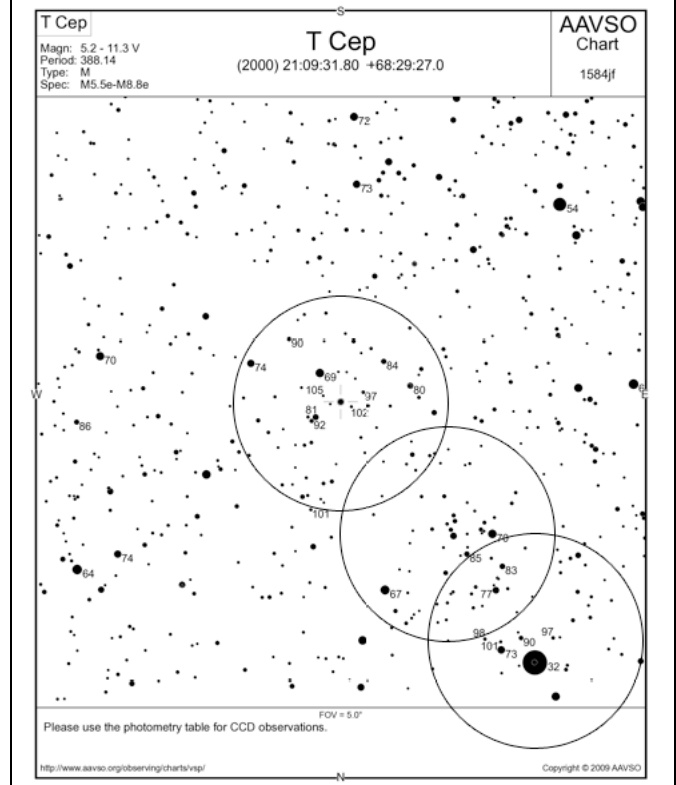 S
T Cep
Magn: 5.2 - 11.3 V
Period: 388.14
Type: M
Spec: M5.5e-M8.8e
T Cep
(2000) 21:09:31.80 +68:29:27.0
AAVSO
Chart
1584jf
72
73
54
90
74
69
84
70
105
97
80
6
W
E
81
102
86
92
101
70
85
74
83
64
67
77
98
97
101
90
73
32
FOV = 5.0°
Please use the photometry table for CCD observations.
http://www.aavso.org/observing/charts/vsp/
Copyright © 2009 AAVSO
N